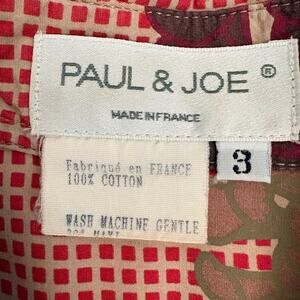 PAUL & JOE ®
MADE IN FRANCE
3
Fabriqué en FRANCE
100% COTTON
WASH MACHINE GENTLE